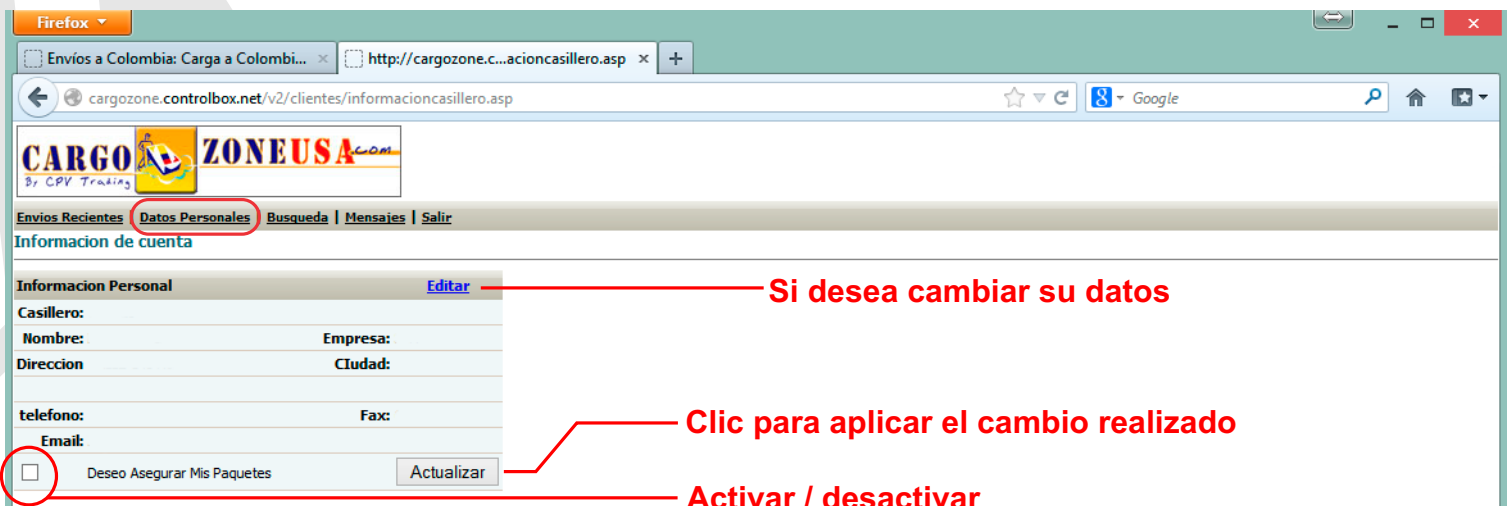 Firefox
Envíos a Colombia: Carga a Colombi... × http://cargozone.c...acioncasillero.asp × +
cargozone.controlbox.net/v2/clientes/informacioncasillero.asp Google
CARGO ZONEUSA.com
By CPV Trading
Envios Recientes | Datos Personales | Busqueda | Mensajes | Salir
Informacion de cuenta
Informacion Personal Editar
Si desea cambiar su datos
Casillero:
Nombre: Empresa:
Direccion CIudad:
telefono: Fax:
Clic para aplicar el cambio realizado
Email:
Deseo Asegurar Mis Paquetes Actualizar
Activar / desactivar